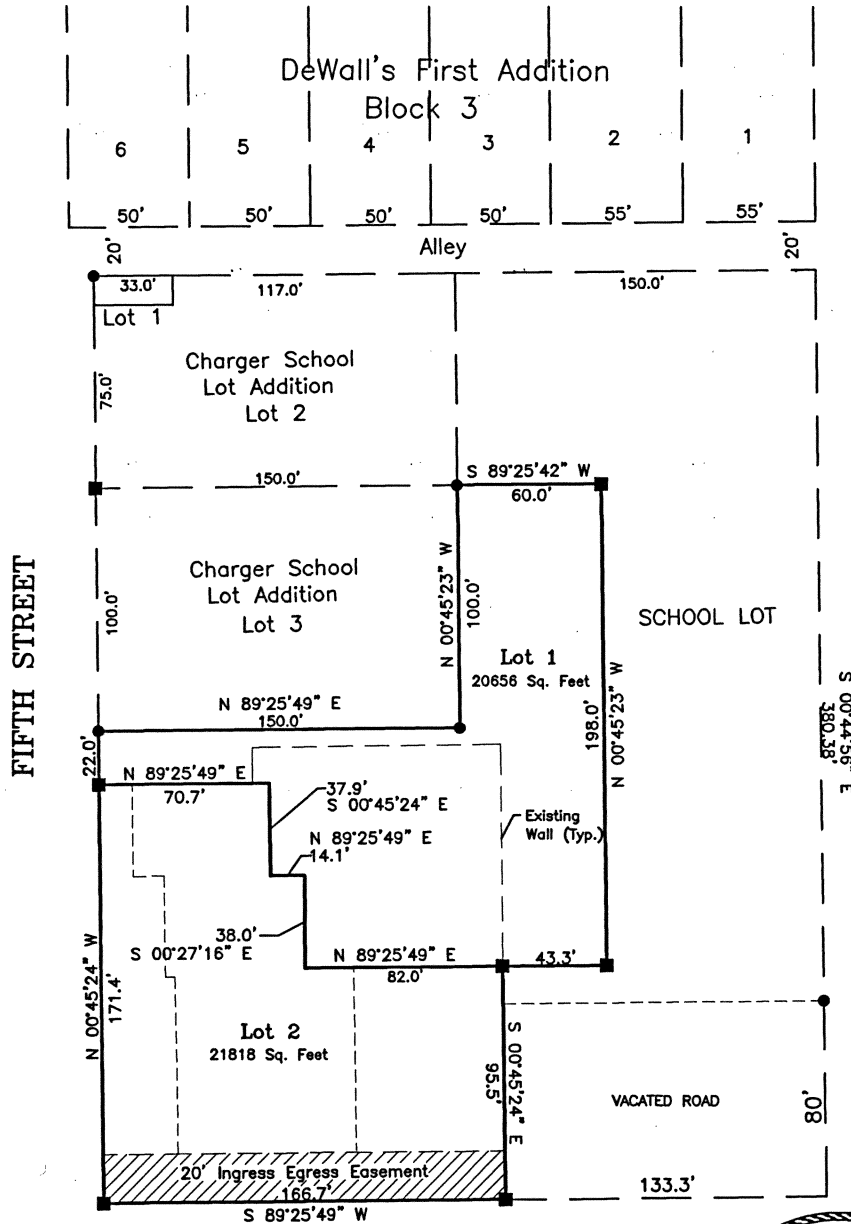 DeWall's First Addition
Block 3
6 5 4 3 2 1
50' 50' 50' 50' 55' 55'
20' Alley 20'
33.0' 117.0' 150.0'
Lot 1
Charger School
Lot Addition
Lot 2
75.0'
150.0'
S 89°25'42" W
60.0'
FIFTH STREET
Charger School
Lot Addition
Lot 3
100.0'
N 00°45'23" W
100.0'
SCHOOL LOT
Lot 1
20656 Sq. Feet
198.0'
N 00°45'23" W
S 00°44'56" E
380.38'
N 89°25'49" E
150.0'
22.0'
N 89°25'49" E
70.7'
37.9'
S 00°45'24" E
N 89°25'49" E
14.1'
Existing
Wall (Typ.)
38.0'
S 00°27'16" E
N 89°25'49" E
82.0'
43.3'
N 00°45'24" W
171.4'
Lot 2
21818 Sq. Feet
S 00°45'24" E
95.5'
VACATED ROAD
80'
20' Ingress Egress Easement
166.7'
S 89°25'49" W
133.3'